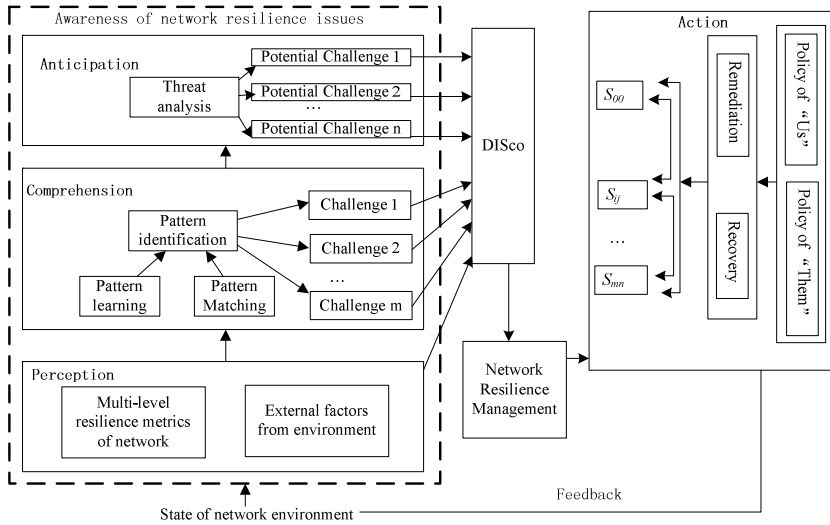 Awareness of network resilience issues
Anticipation
Threat
analysis
Potential Challenge 1
Potential Challenge 2
...
Potential Challenge n
Comprehension
Pattern
identification
Pattern
learning
Pattern
Matching
Challenge 1
Challenge 2
...
Challenge m
Perception
Multi-level
resilience metrics
of network
External factors
from environment
State of network environment
DISco
Network
Resilience
Management
Action
S00
Sij
...
Smn
Remediation
Recovery
Policy of “Us”
Policy of “Them”
Feedback